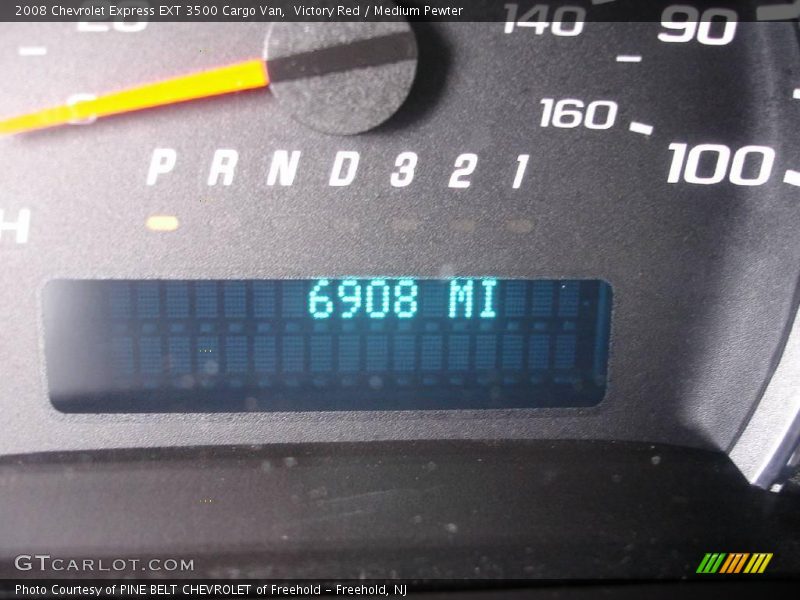 2008 Chevrolet Express EXT 3500 Cargo Van,  Victory Red / Medium Pewter
140 90
160
100
P R N D 3 2 1
H
6908 MI
GTCARLOT.COM
Photo Courtesy of PINE BELT CHEVROLET of Freehold - Freehold, NJ